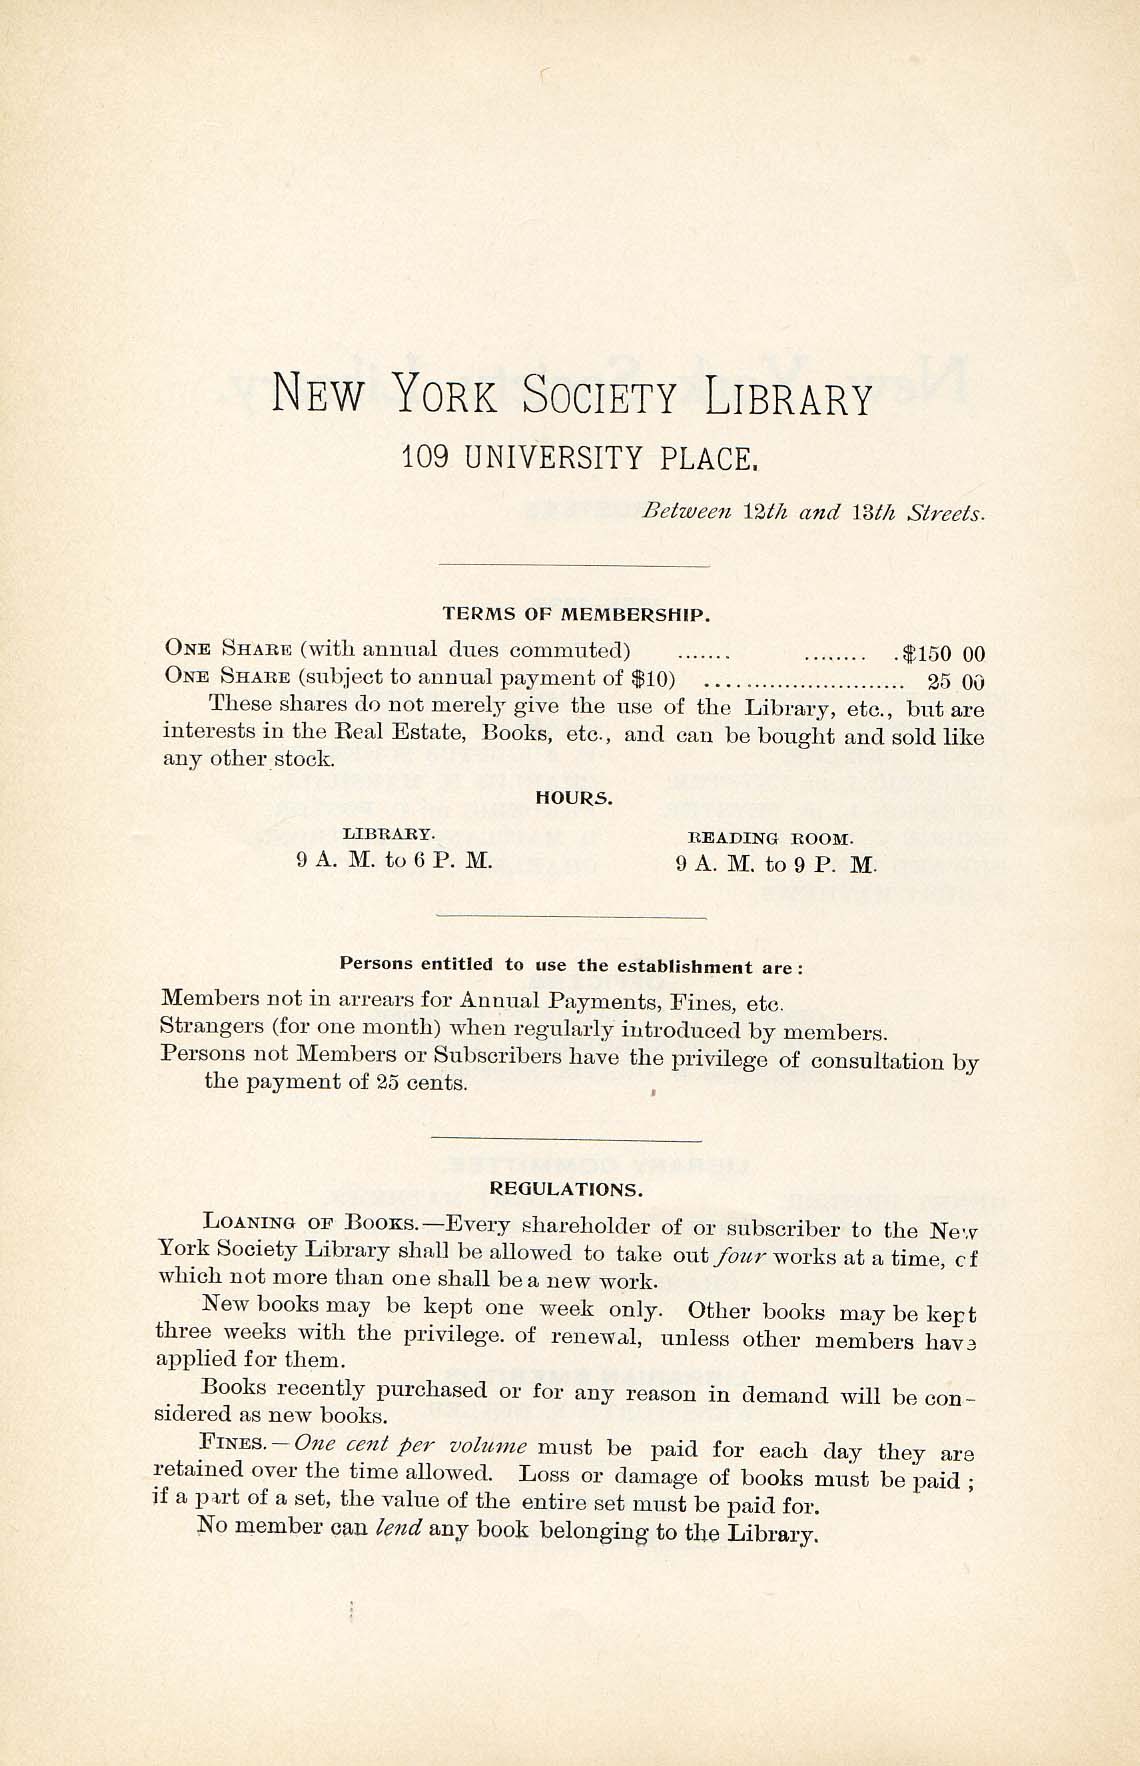 NEW YORK SOCIETY LIBRARY
109 UNIVERSITY PLACE.
Between 12th and 13th Streets.
TERMS OF MEMBERSHIP.
ONE SHARE (with annual dues commuted) ....... ........ .$150 00
ONE SHARE (subject to annual payment of $10) ......................... 25 00
These shares do not merely give the use of the Library, etc., but are
interests in the Real Estate, Books, etc., and can be bought and sold like
any other stock.
HOURS.
LIBRARY. READING ROOM.
9 A. M. to 6 P. M. 9 A. M. to 9 P. M.
Persons entitled to use the establishment are:
Members not in arrears for Annual Payments, Fines, etc.
Strangers (for one month) when regularly introduced by members.
Persons not Members or Subscribers have the privilege of consultation by
the payment of 25 cents.
REGULATIONS.
LOANING OF BOOKS.—Every shareholder of or subscriber to the New
York Society Library shall be allowed to take out four works at a time, of
which not more than one shall be a new work.
New books may be kept one week only. Other books may be kept
three weeks with the privilege. of renewal, unless other members have
applied for them.
Books recently purchased or for any reason in demand will be con-
sidered as new books.
FINES.—One cent per volume must be paid for each day they are
retained over the time allowed. Loss or damage of books must be paid ;
if a part of a set, the value of the entire set must be paid for.
No member can lend any book belonging to the Library.